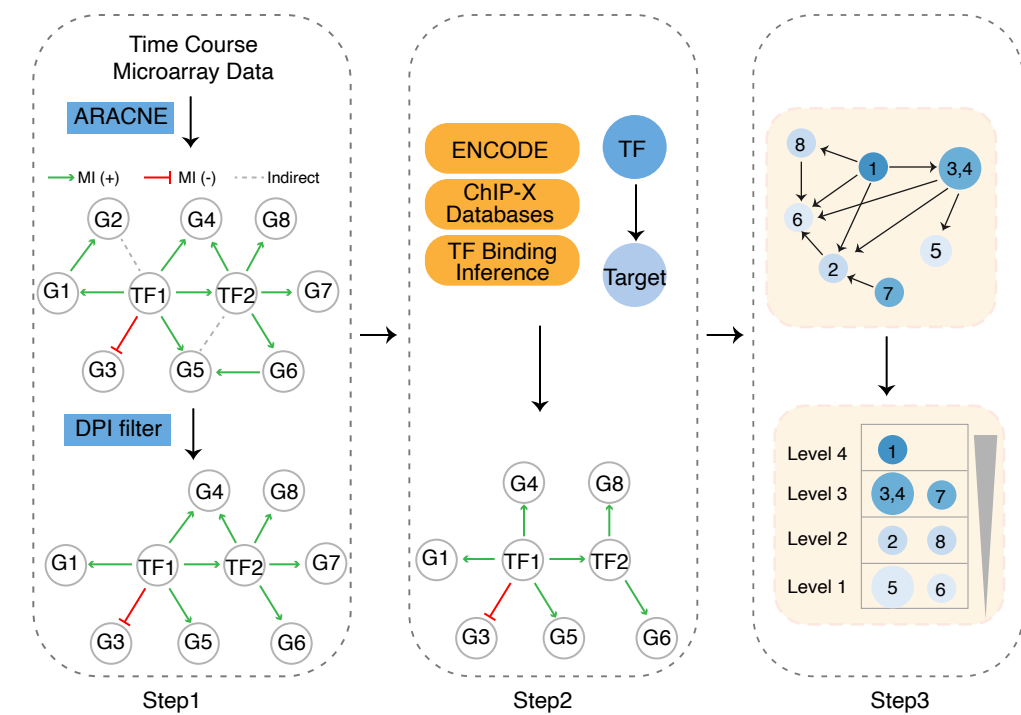 Time Course
Microarray Data
ARACNE
MI (+)
MI (-)
Indirect
G2
G4
G8
G1
TF1
TF2
G7
G3
G5
G6
DPI filter
G4
G8
G1
TF1
TF2
G7
G3
G5
G6
Step1
ENCODE
ChIP-X
Databases
TF Binding
Inference
TF
Target
G4
G8
G1
TF1
TF2
G3
G5
G6
Step2
8
1
3,4
6
5
2
7
Level 4
1
Level 3
3,4
7
Level 2
2
8
Level 1
5
6
Step3